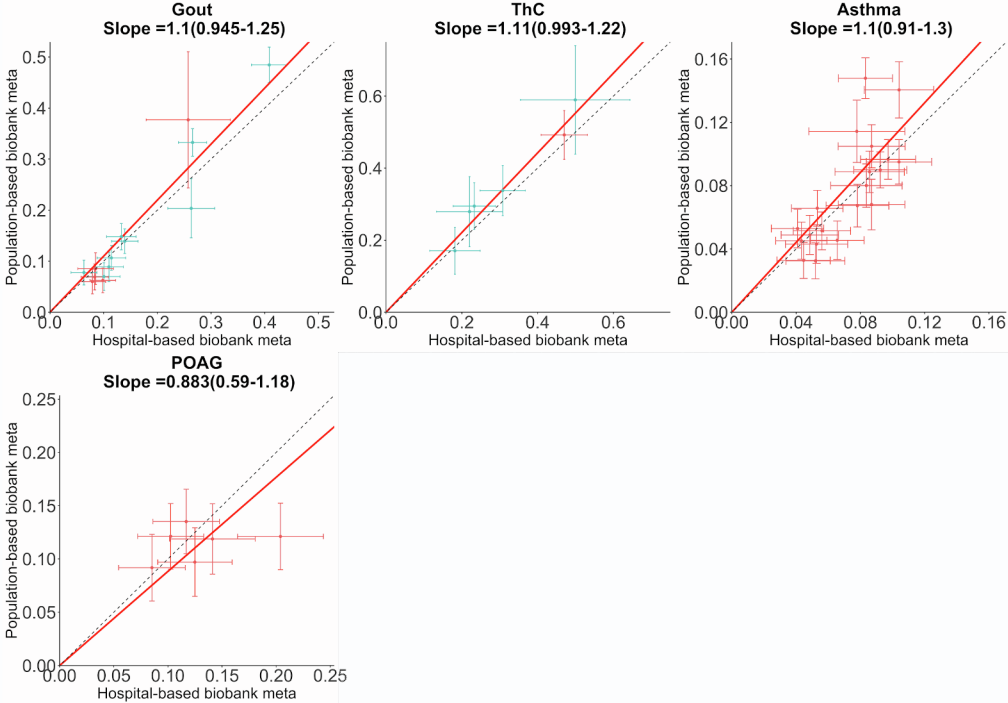 Gout
Slope =1.1(0.945-1.25)
Population-based biobank meta
0.5
0.4
0.3
0.2
0.1
0.0
0.0 0.1 0.2 0.3 0.4 0.5
Hospital-based biobank meta
ThC
Slope =1.11(0.993-1.22)
Population-based biobank meta
0.6
0.4
0.2
0.0
0.0 0.2 0.4 0.6
Hospital-based biobank meta
Asthma
Slope =1.1(0.91-1.3)
Population-based biobank meta
0.16
0.12
0.08
0.04
0.00
0.00 0.04 0.08 0.12 0.16
Hospital-based biobank meta
POAG
Slope =0.883(0.59-1.18)
Population-based biobank meta
0.25
0.20
0.15
0.10
0.05
0.00
0.00 0.05 0.10 0.15 0.20 0.25
Hospital-based biobank meta